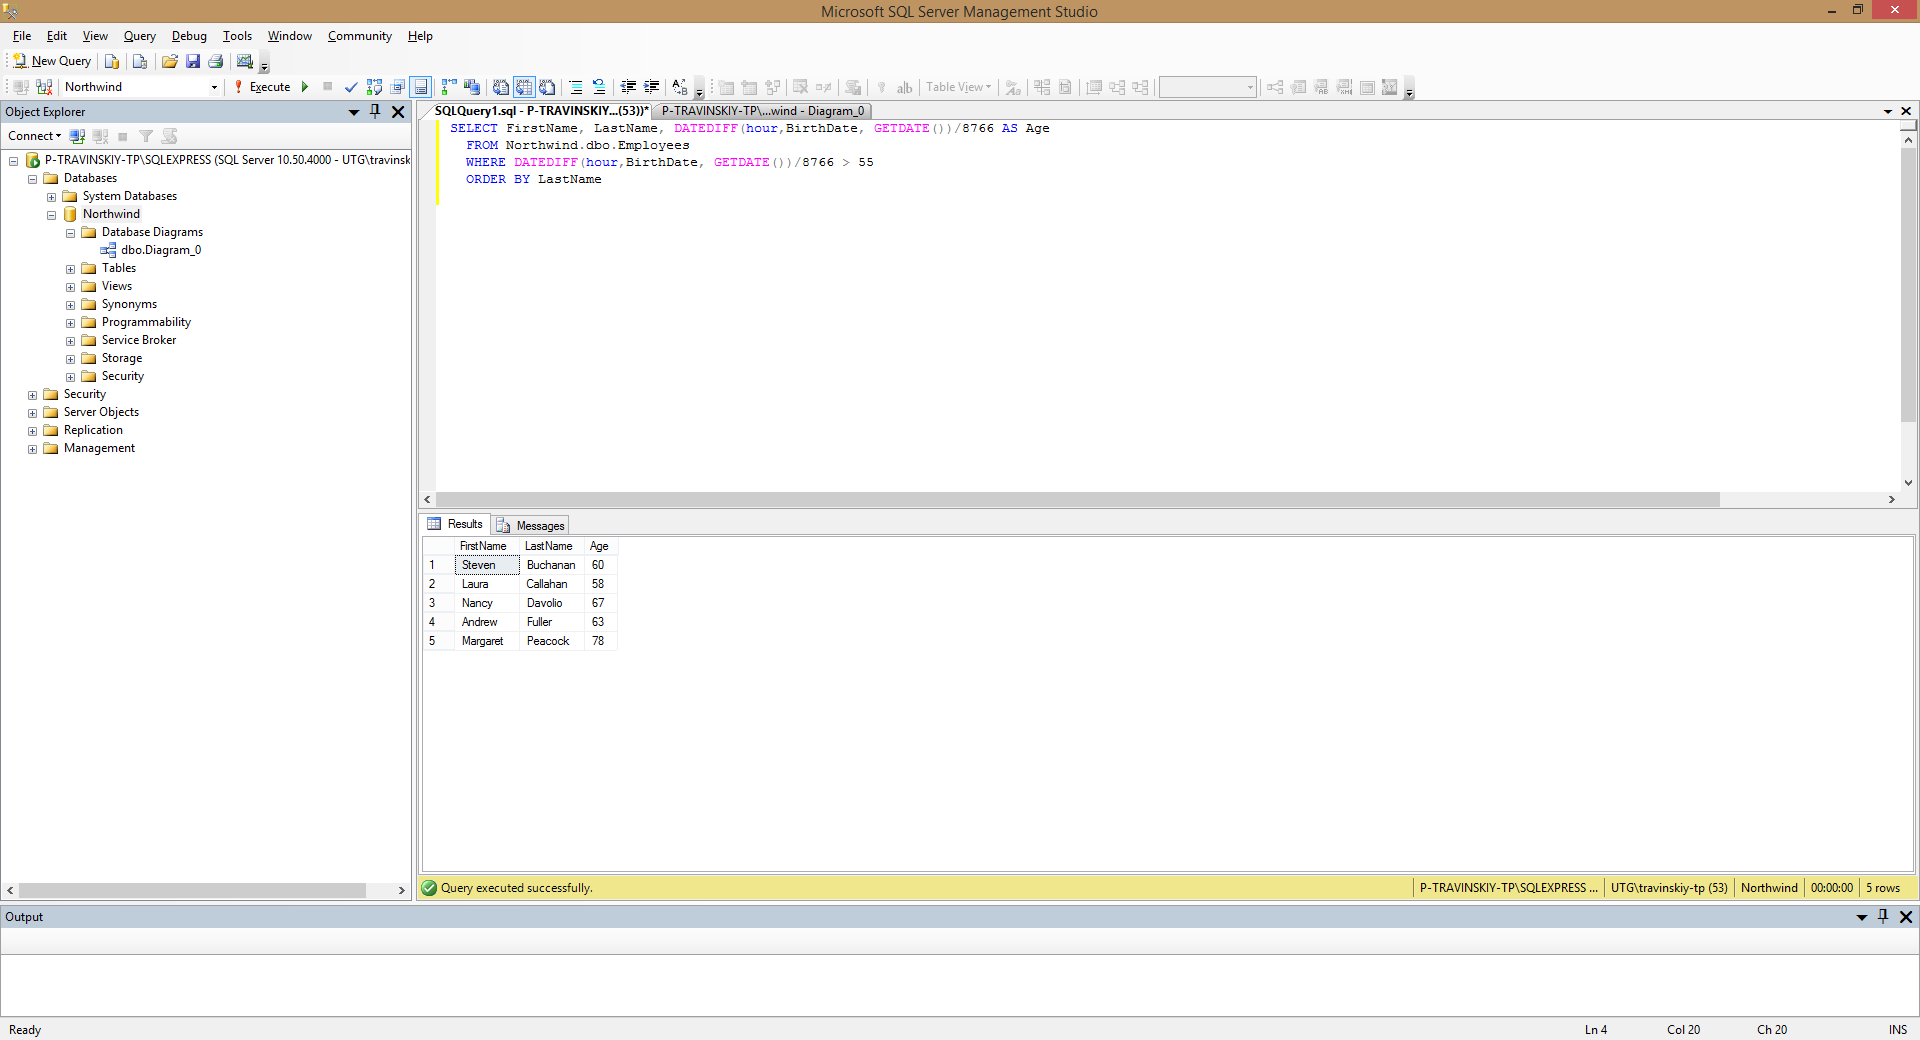 Microsoft SQL Server Management Studio
File Edit View Query Debug Tools Window Community Help
New Query
Northwind Execute Table View
Object Explorer
Connect
P-TRAVINSKIY-TP\SQLEXPRESS (SQL Server 10.50.4000 - UTG\travinsk
Databases
System Databases
Northwind
Database Diagrams
dbo.Diagram_0
Tables
Views
Synonyms
Programmability
Service Broker
Storage
Security
Security
Server Objects
Replication
Management
SQLQuery1.sql - P-TRAVINSKIY...(53))* P-TRAVINSKIY-TP\...wind - Diagram_0
SELECT FirstName, LastName, DATEDIFF(hour,BirthDate, GETDATE())/8766 AS Age
FROM Northwind.dbo.Employees
WHERE DATEDIFF(hour,BirthDate, GETDATE())/8766 > 55
ORDER BY LastName
Results Messages
FirstName LastName Age
1 Steven Buchanan 60
2 Laura Callahan 58
3 Nancy Davolio 67
4 Andrew Fuller 63
5 Margaret Peacock 78
Query executed successfully. P-TRAVINSKIY-TP\SQLEXPRESS ... UTG\travinskiy-tp (53) Northwind 00:00:00 5 rows
Output
Ready Ln 4 Col 20 Ch 20 INS